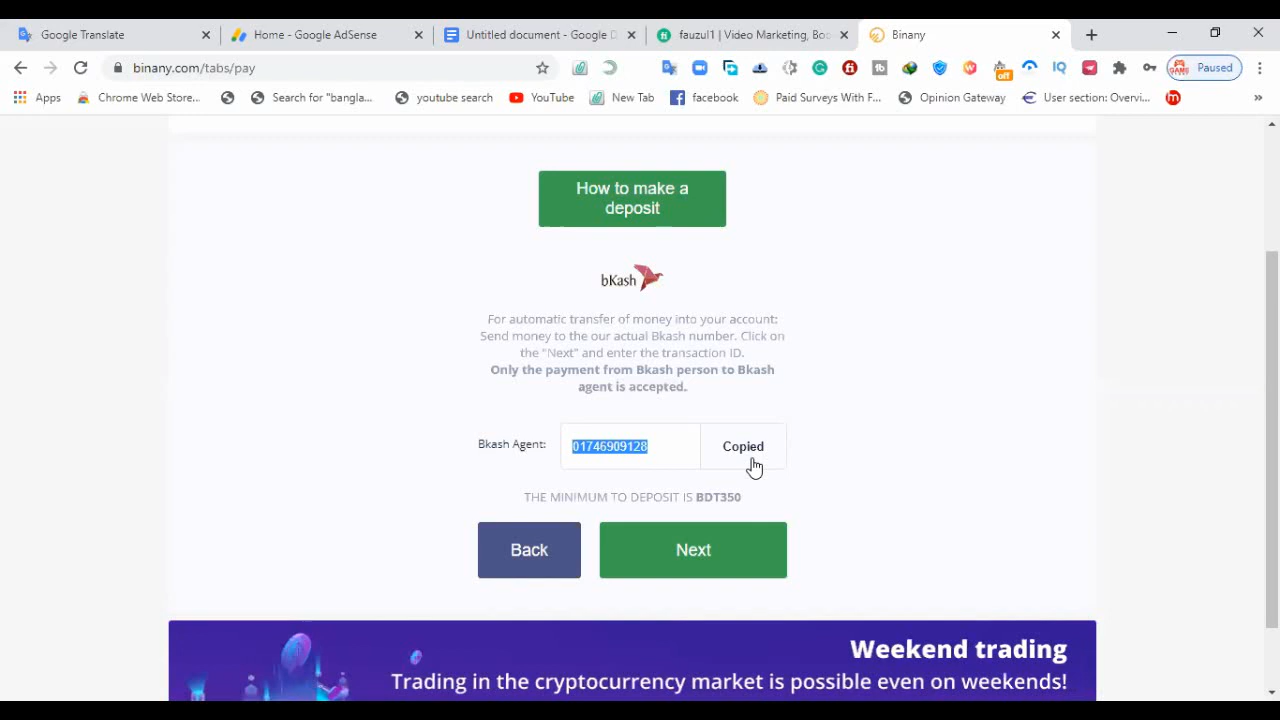 Google Translate
Home - Google AdSense
Untitled document - Google D
fauzul1 | Video Marketing, Boo
Binany
binany.com/tabs/pay
off
IQ
GAME
Paused
Apps
Chrome Web Store...
Search for "bangla...
youtube search
YouTube
New Tab
facebook
Paid Surveys With F...
Opinion Gateway
User section: Overvi...
How to make a
deposit
bKash
For automatic transfer of money into your account:
Send money to the our actual Bkash number. Click on
the "Next" and enter the transaction ID.
Only the payment from Bkash person to Bkash
agent is accepted.
Bkash Agent:
01746909128
Copied
THE MINIMUM TO DEPOSIT IS BDT350
Back
Next
Weekend trading
Trading in the cryptocurrency market is possible even on weekends!